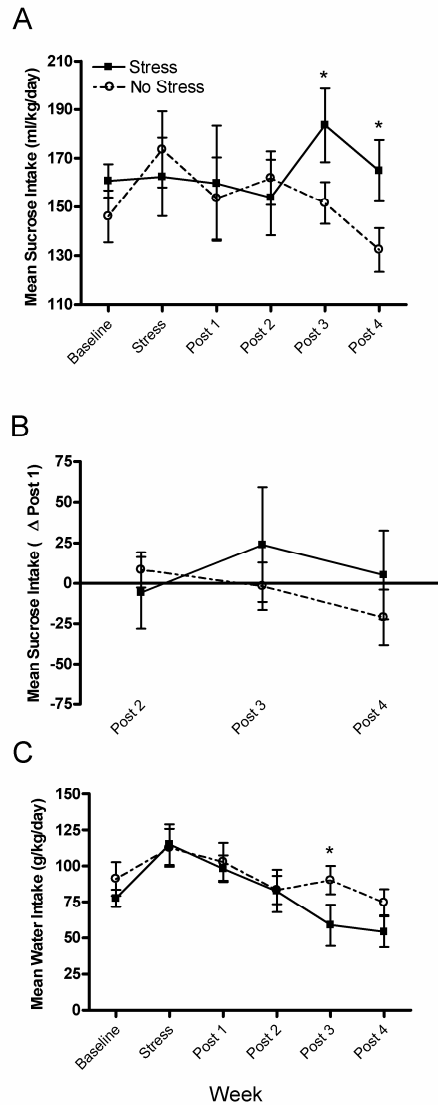 A
Mean Sucrose Intake (ml/kg/day)
210
190
170
150
130
110
Stress
No Stress
*
*
Baseline
Stress
Post 1
Post 2
Post 3
Post 4
B
Mean Sucrose Intake ( Δ Post 1)
75
50
25
0
-25
-50
-75
Post 2
Post 3
Post 4
C
Mean Water Intake (g/kg/day)
150
125
100
75
50
25
0
*
Baseline
Stress
Post 1
Post 2
Post 3
Post 4
Week